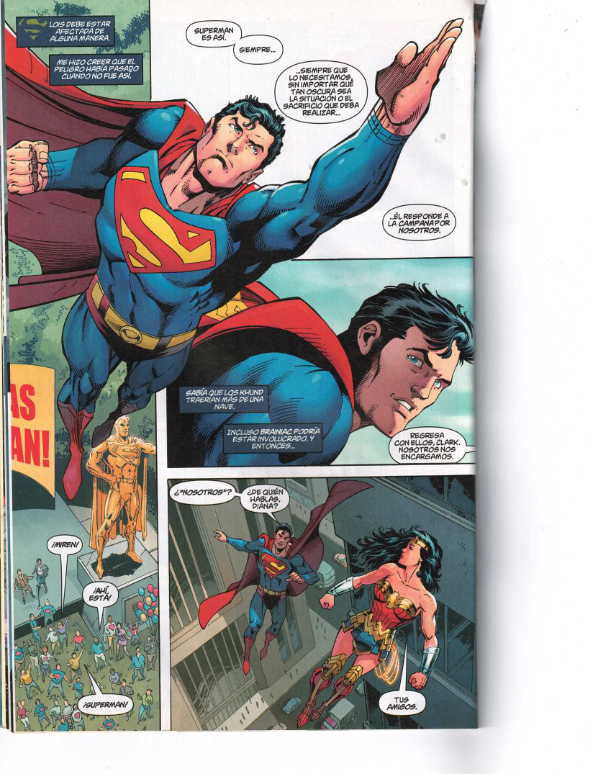 LOIS DEBE ESTAR
AFECTADA DE
ALGUNA MANERA.
ME HIZO CREER QUE EL
PELIGRO HABÍA PASADO
CUANDO NO FUE ASÍ.
SUPERMAN
ES ASÍ.
SIEMPRE...
...SIEMPRE QUE
LO NECESITAMOS,
SIN IMPORTAR QUÉ
TAN OSCURA SEA
LA SITUACIÓN O EL
SACRIFICIO QUE DEBA
REALIZAR...
...ÉL RESPONDE A
LA CAMPANA POR
NOSOTROS.
SABÍA QUE LOS KHUND
TRAERÍAN MÁS DE UNA
NAVE.
INCLUSO BRAINIAC PODRÍA
ESTAR INVOLUCRADO. Y
ENTONCES...
REGRESA
CON ELLOS, CLARK.
NOSOTROS NOS
ENCARGAMOS.
AS
AN!
¡MIREN!
¡AHÍ
ESTÁ!
¡SUPERMAN!
¿"NOSOTROS"?
¿DE QUIÉN
HABLAS,
DIANA?
TUS
AMIGOS.